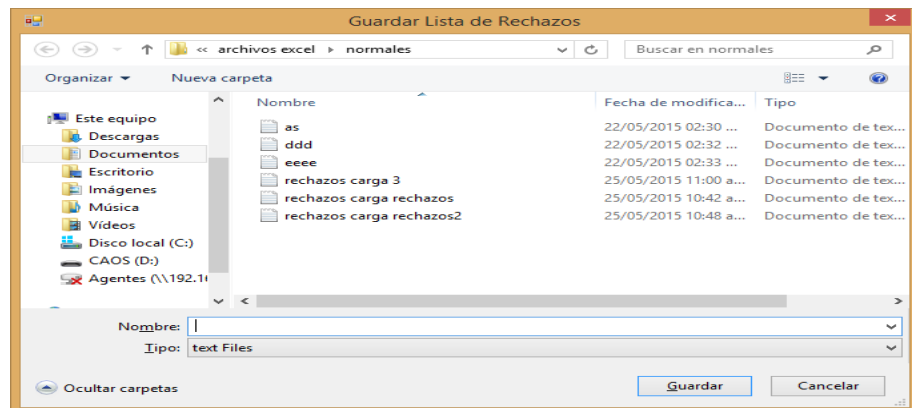 Guardar Lista de Rechazos
« archivos excel normales
Buscar en normales
Organizar Nueva carpeta
Nombre Fecha de modifica... Tipo
Este equipo
Descargas
Documentos
Escritorio
Imágenes
Música
Vídeos
Disco local (C:)
CAOS (D:)
Agentes (\\192.1
as 22/05/2015 02:30 ... Documento de tex...
ddd 22/05/2015 02:32 ... Documento de tex...
eeee 22/05/2015 02:33 ... Documento de tex...
rechazos carga 3 25/05/2015 11:00 a... Documento de tex...
rechazos carga rechazos 25/05/2015 10:42 a... Documento de tex...
rechazos carga rechazos2 25/05/2015 10:48 a... Documento de tex...
Nombre:
Tipo: text Files
Ocultar carpetas
Guardar Cancelar